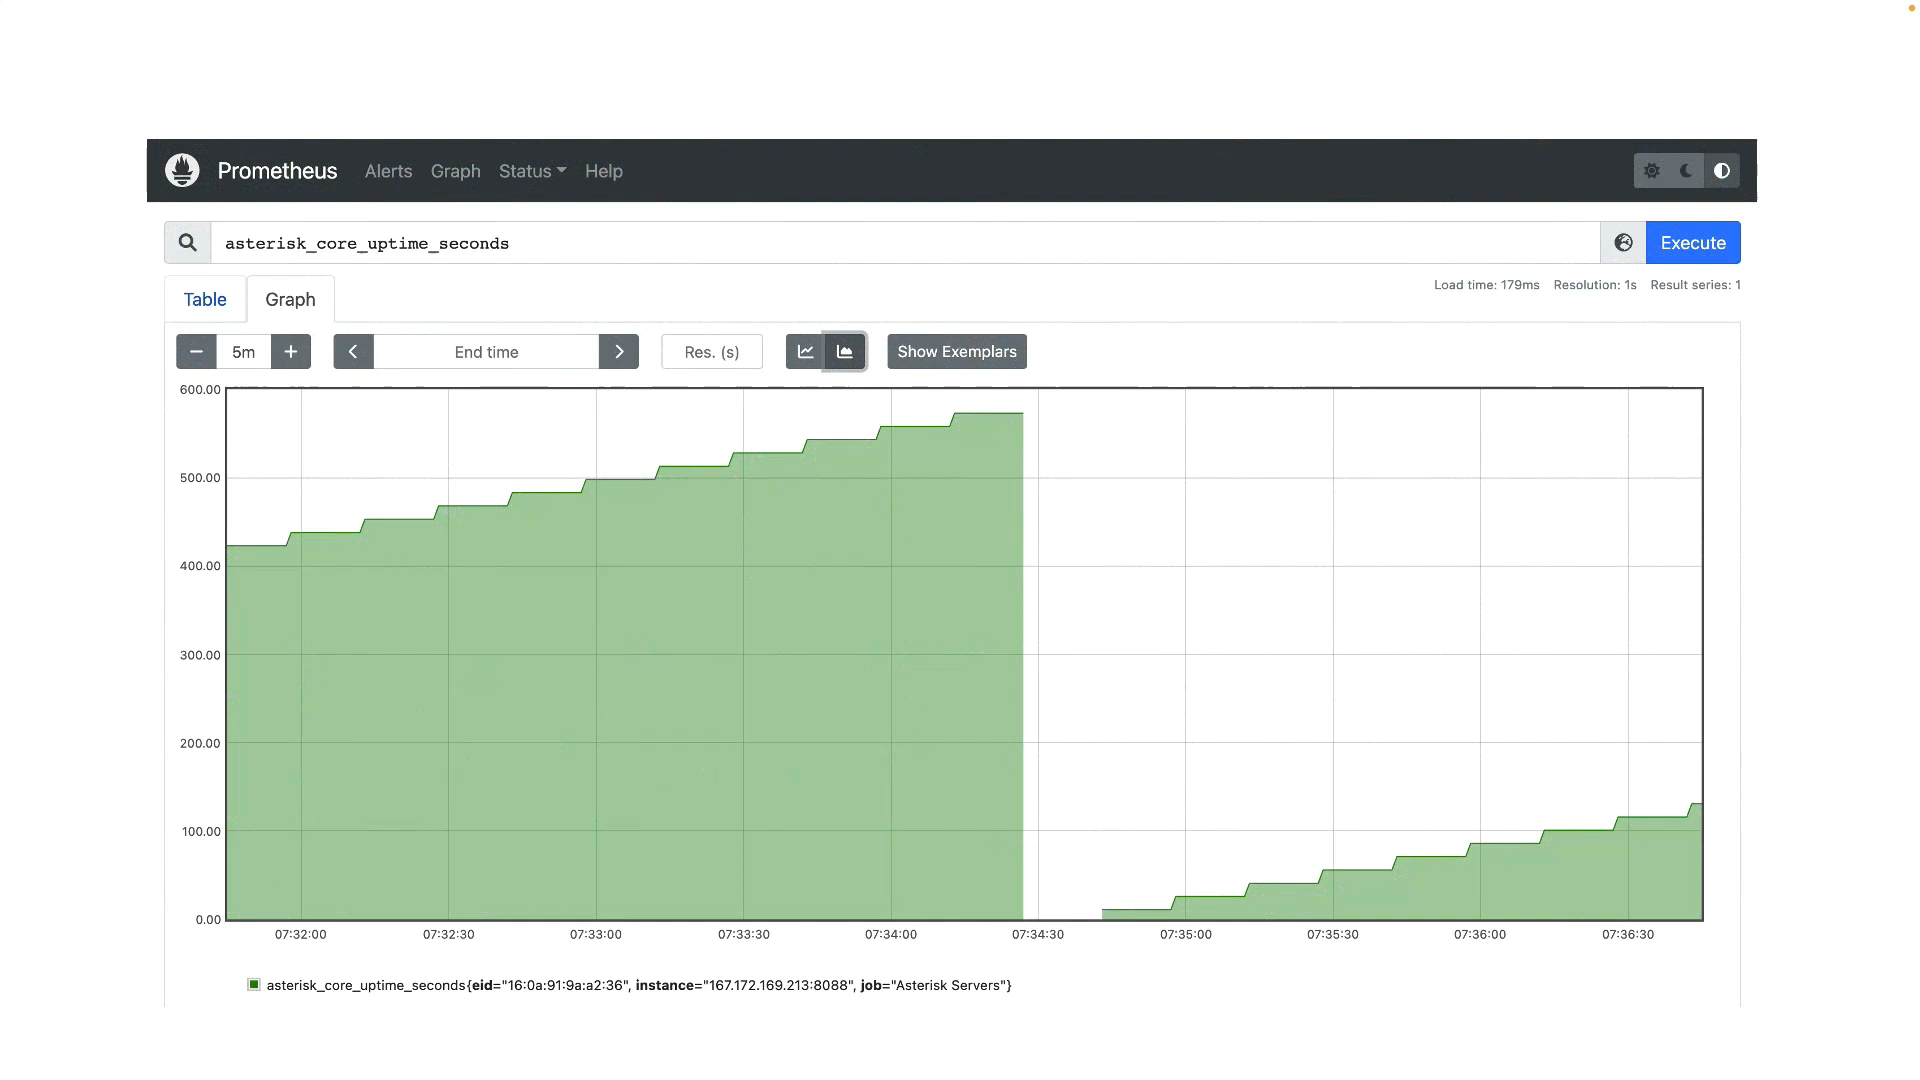 Prometheus Alerts Graph Status Help
asterisk_core_uptime_seconds Execute
Table Graph Load time: 179ms Resolution: 1s Result series: 1
− 5m + End time Res. (s) Show Exemplars
600.00
500.00
400.00
300.00
200.00
100.00
0.00
07:32:00 07:32:30 07:33:00 07:33:30 07:34:00 07:34:30 07:35:00 07:35:30 07:36:00 07:36:30
asterisk_core_uptime_seconds{eid="16:0a:91:9a:a2:36", instance="167.172.169.213:8088", job="Asterisk Servers"}